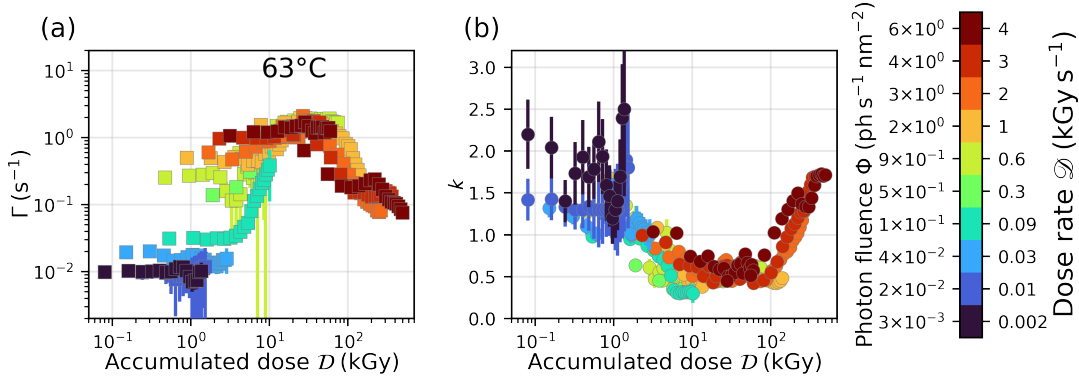 (a)
63°C
10¹
10⁰
10⁻¹
10⁻²
Γ (s⁻¹)
10⁻¹ 10⁰ 10¹ 10²
Accumulated dose 𝒟 (kGy)
(b)
3.0
2.5
2.0
1.5
1.0
0.5
0.0
k
10⁻¹ 10⁰ 10¹ 10²
Accumulated dose 𝒟 (kGy)
Photon fluence Φ (ph s⁻¹ nm⁻²)
6×10⁰ 4
3×10⁰ 3
3×10⁰ 2
2×10⁰ 1
9×10⁻¹ 0.6
5×10⁻¹ 0.3
1×10⁻¹ 0.09
4×10⁻² 0.03
2×10⁻² 0.01
3×10⁻³ 0.002
Dose rate 𝒟 (kGy s⁻¹)